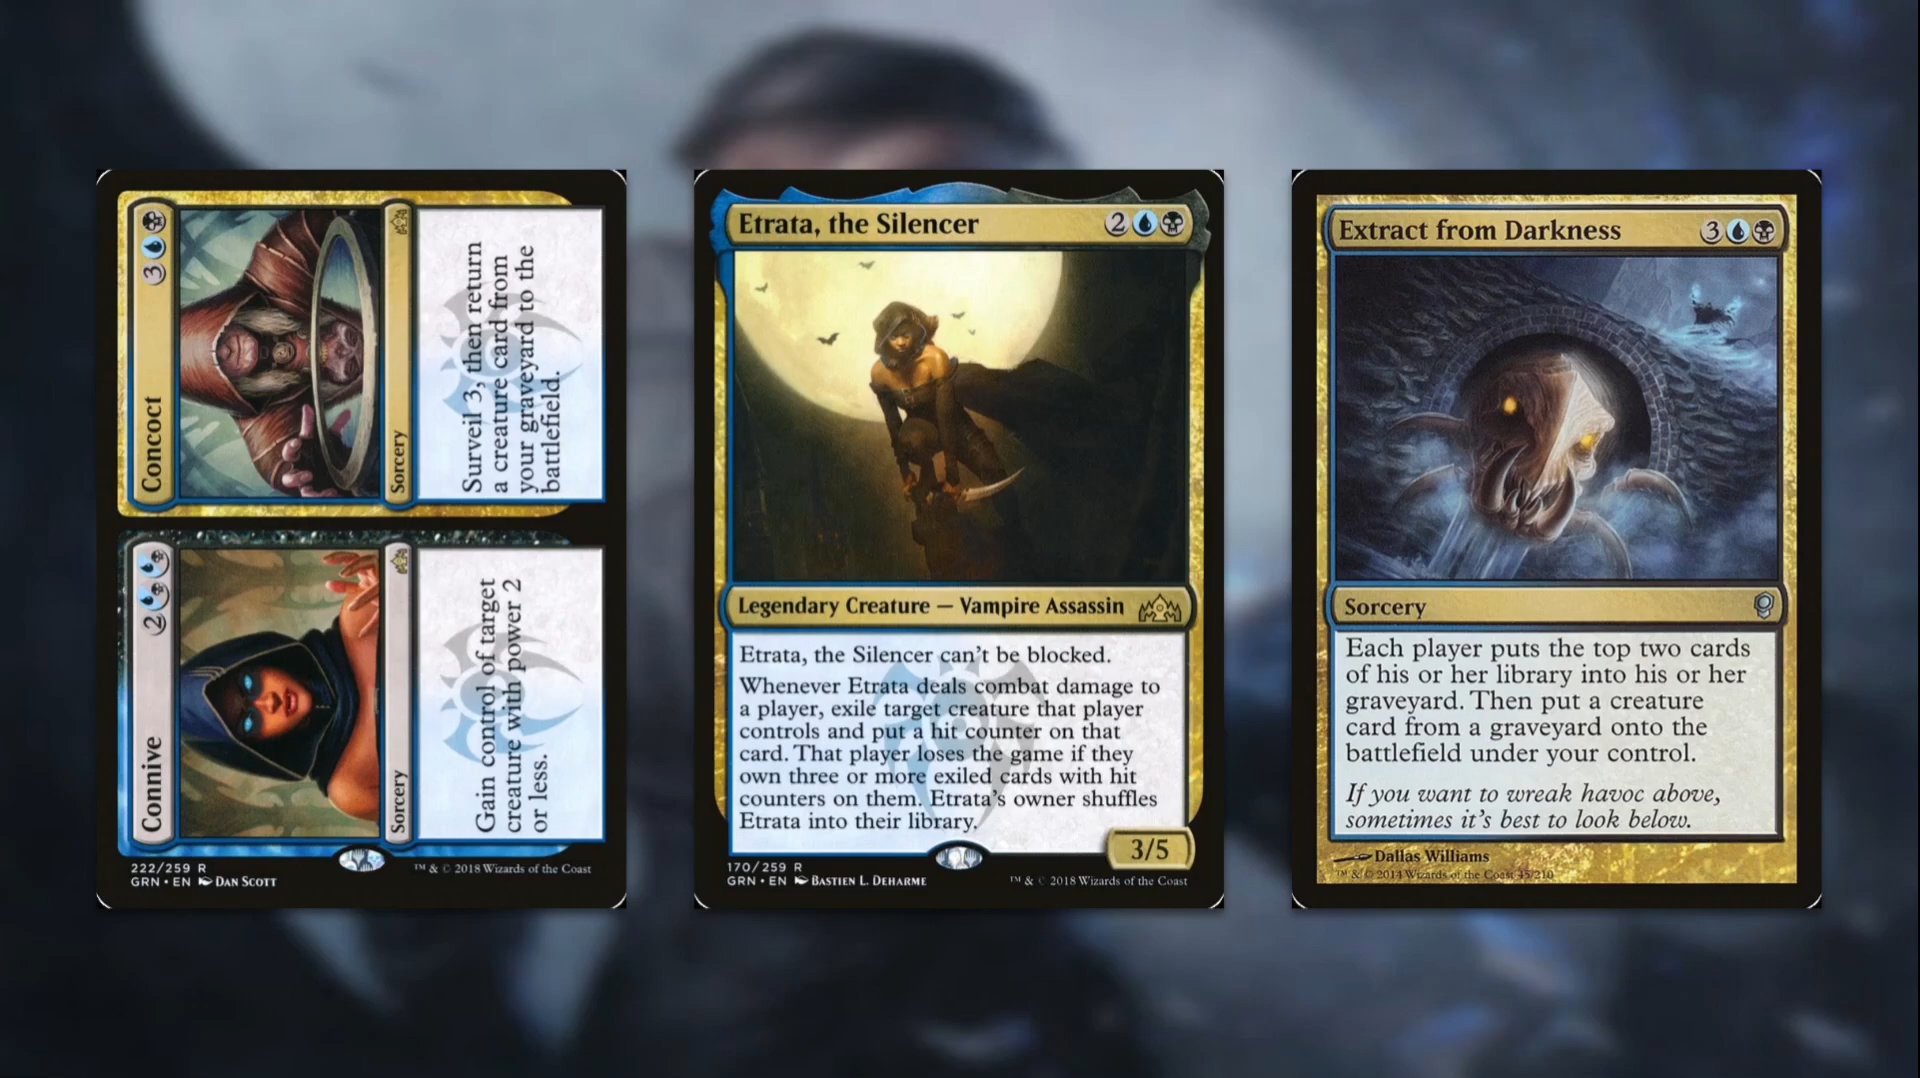 Concoct 3
Sorcery
Surveil 3, then return
a creature card from
your graveyard to the
battlefield.
Connive 2
Sorcery
Gain control of target
creature with power 2
or less.
222/259 R
GRN • EN DAN SCOTT
™ & © 2018 Wizards of the Coast
Etrata, the Silencer 2
Legendary Creature — Vampire Assassin
Etrata, the Silencer can't be blocked.
Whenever Etrata deals combat damage to
a player, exile target creature that player
controls and put a hit counter on that
card. That player loses the game if they
own three or more exiled cards with hit
counters on them. Etrata's owner shuffles
Etrata into their library.
3/5
170/259 R
GRN • EN BASTIEN L. DEHARME
™ & © 2018 Wizards of the Coast
Extract from Darkness 3
Sorcery
Each player puts the top two cards
of his or her library into his or her
graveyard. Then put a creature
card from a graveyard onto the
battlefield under your control.
If you want to wreak havoc above,
sometimes it's best to look below.
Dallas Williams
™ & © 2014 Wizards of the Coast 45/210